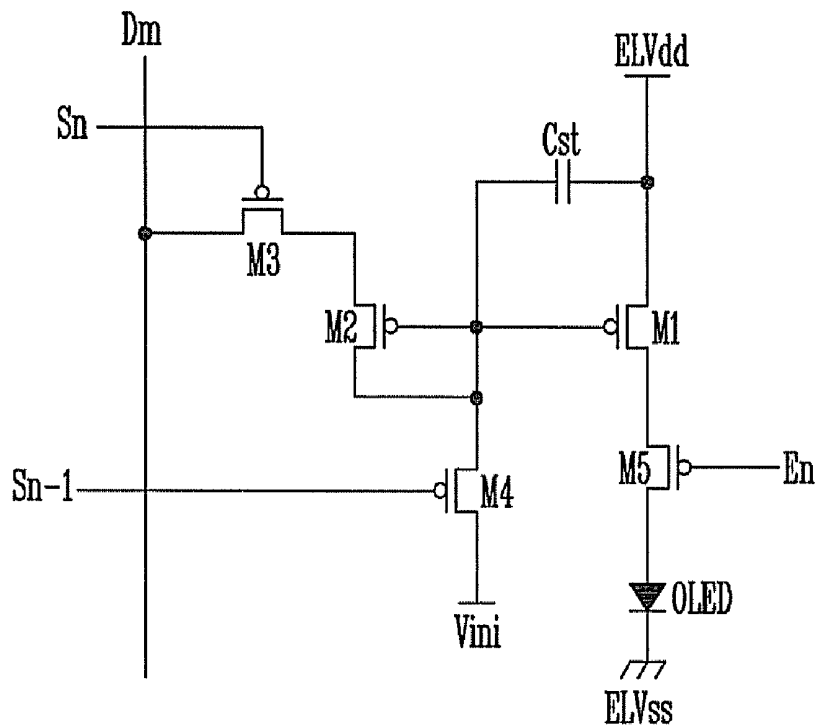 Dm
ELVdd
Sn
Cst
M3
M2
M1
M5
En
Sn-1
M4
OLED
Vini
ELVss